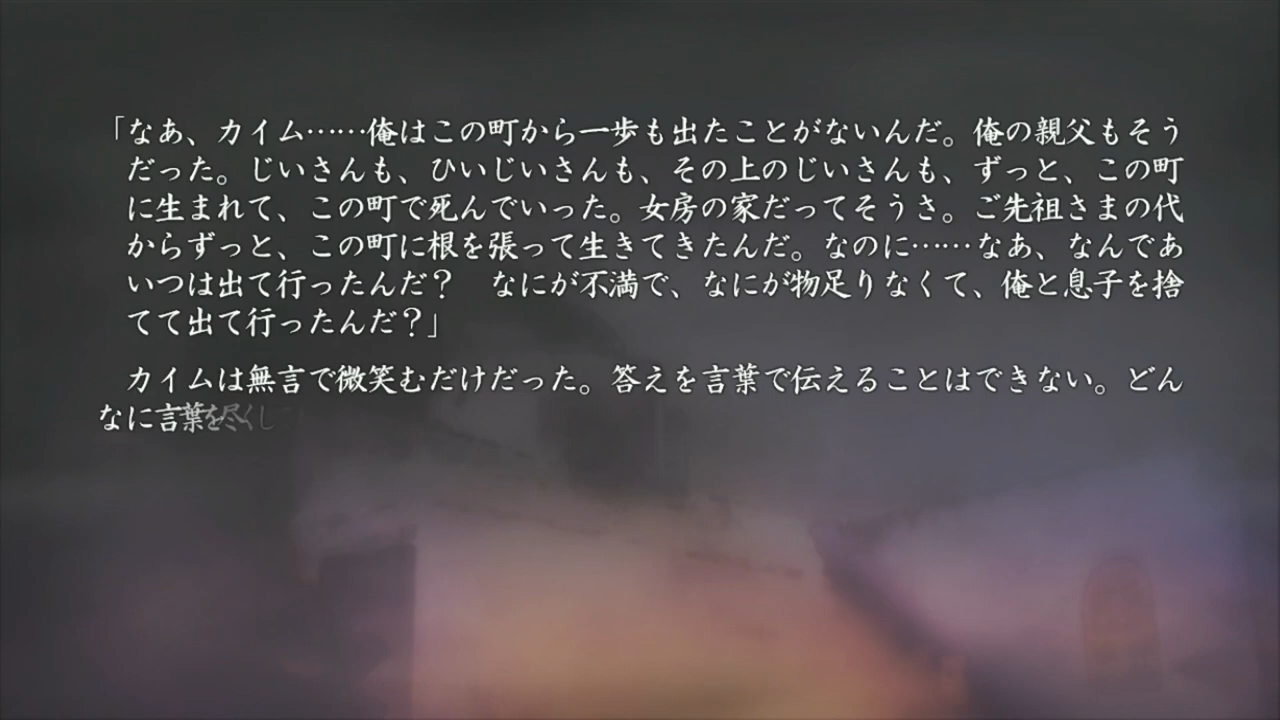 「なあ、カイム……俺はこの町から一歩も出たことがないんだ。俺の親父もそう
だった。じいさんも、ひいじいさんも、その上のじいさんも、ずっと、この町
に生まれて、この町で死んでいった。女房の家だってそうさ。ご先祖さまの代
からずっと、この町に根を張って生きてきたんだ。なのに……なあ、なんであ
いつは出て行ったんだ？　なにが不満で、なにが物足りなくて、俺と息子を捨
てて出て行ったんだ？」
カイムは無言で微笑むだけだった。答えを言葉で伝えることはできない。どん
なに言葉を尽くし